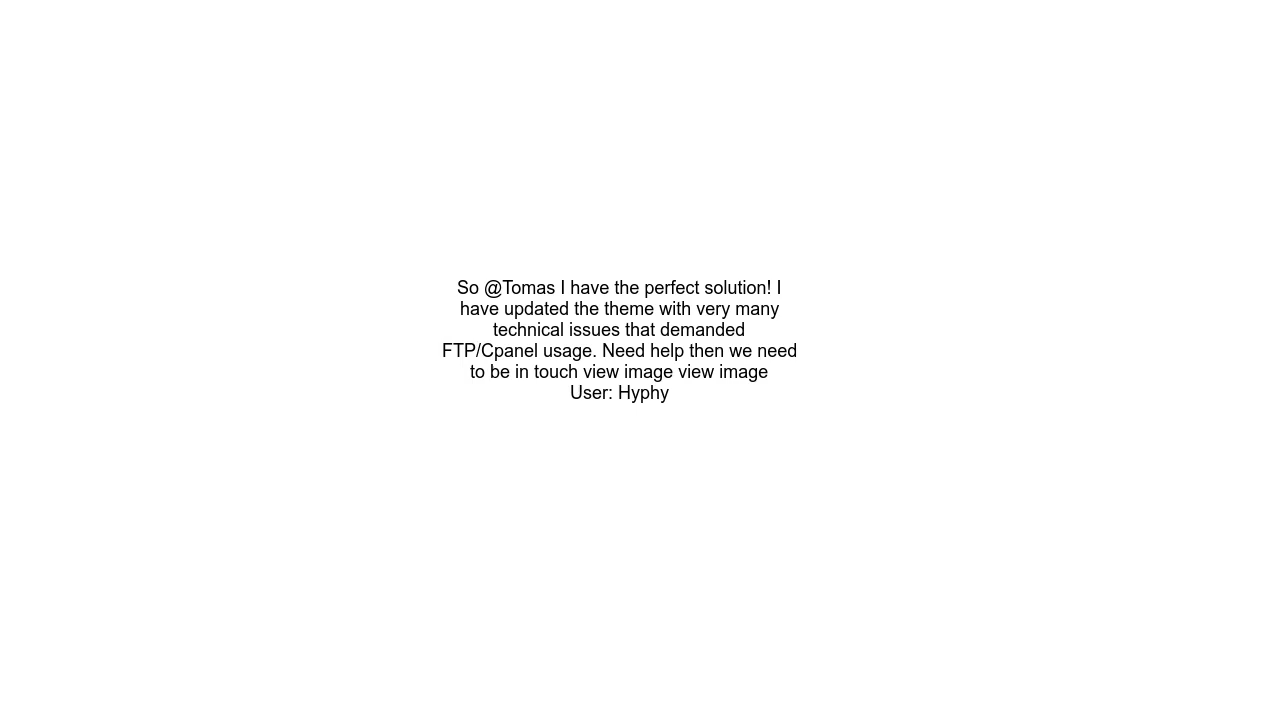 So @Tomas I have the perfect solution! I
have updated the theme with very many
technical issues that demanded
FTP/Cpanel usage. Need help then we need
to be in touch view image view image
User: Hyphy